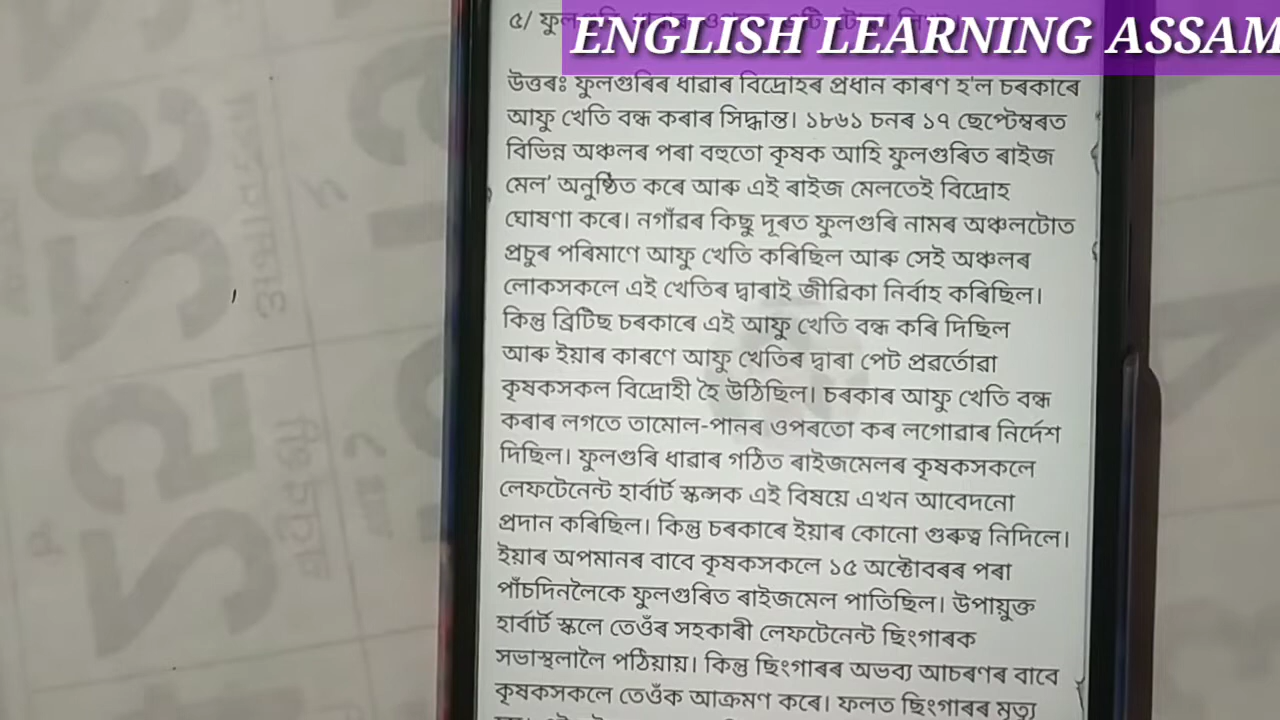 ENGLISH LEARNING ASSAM
৫/
উত্তৰঃ ফুলগুৰিৰ ধাৱাৰ বিদ্ৰোহৰ প্ৰধান কাৰণ হ'ল চৰকাৰে
আফু খেতি বন্ধ কৰাৰ সিদ্ধান্ত। ১৮৬১ চনৰ ১৭ ছেপ্টেম্বৰত
বিভিন্ন অঞ্চলৰ পৰা বহুতো কৃষক আহি ফুলগুৰিত ৰাইজ
মেল' অনুষ্ঠিত কৰে আৰু এই ৰাইজ মেলতেই বিদ্ৰোহ
ঘোষণা কৰে। নগাঁৱৰ কিছু দূৰত ফুলগুৰি নামৰ অঞ্চলটোত
প্ৰচুৰ পৰিমাণে আফু খেতি কৰিছিল আৰু সেই অঞ্চলৰ
লোকসকলে এই খেতিৰ দ্বাৰাই জীৱিকা নিৰ্বাহ কৰিছিল।
কিন্তু ব্ৰিটিছ চৰকাৰে এই আফু খেতি বন্ধ কৰি দিছিল
আৰু ইয়াৰ কাৰণে আফু খেতিৰ দ্বাৰা পেট প্ৰৱৰ্তোৱা
কৃষকসকল বিদ্ৰোহী হৈ উঠিছিল। চৰকাৰ আফু খেতি বন্ধ
কৰাৰ লগতে তামোল-পানৰ ওপৰতো কৰ লগোৱাৰ নিৰ্দেশ
দিছিল। ফুলগুৰি ধাৱাৰ গঠিত ৰাইজমেলৰ কৃষকসকলে
লেফটেনেন্ট হাৰ্বাৰ্ট স্কন্সক এই বিষয়ে এখন আবেদনো
প্ৰদান কৰিছিল। কিন্তু চৰকাৰে ইয়াৰ কোনো গুৰুত্ব নিদিলে।
ইয়াৰ অপমানৰ বাবে কৃষকসকলে ১৫ অক্টোবৰৰ পৰা
পাঁচদিনলৈকে ফুলগুৰিত ৰাইজমেল পাতিছিল। উপায়ুক্ত
হাৰ্বাৰ্ট স্কলে তেওঁৰ সহকাৰী লেফটেনেন্ট ছিংগাৰক
সভাস্থলালৈ পঠিয়ায়। কিন্তু ছিংগাৰৰ অভব্য আচৰণৰ বাবে
কৃষকসকলে তেওঁক আক্ৰমণ কৰে। ফলত ছিংগাৰৰ মৃত্যু